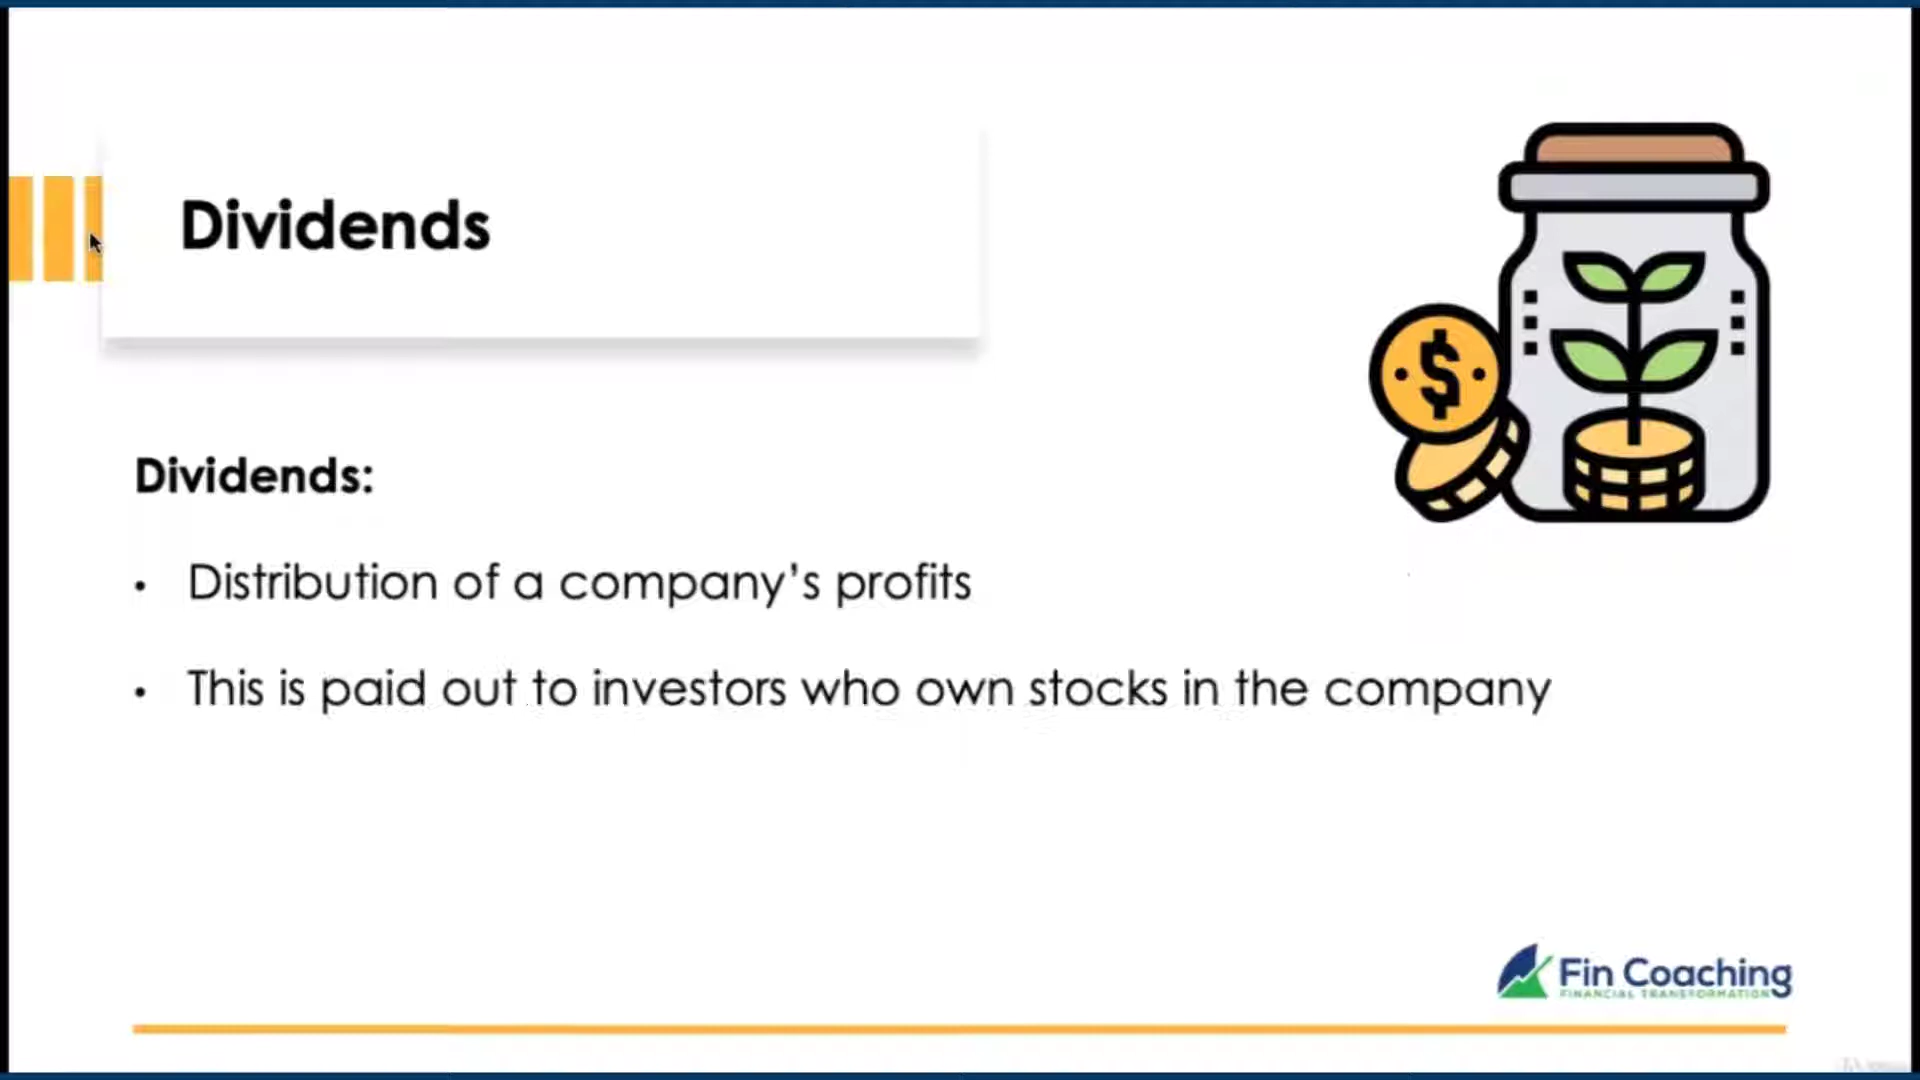 Dividends
$
Dividends:
• Distribution of a company’s profits
• This is paid out to investors who own stocks in the company
Fin Coaching
FINANCIAL TRANSFORMATION